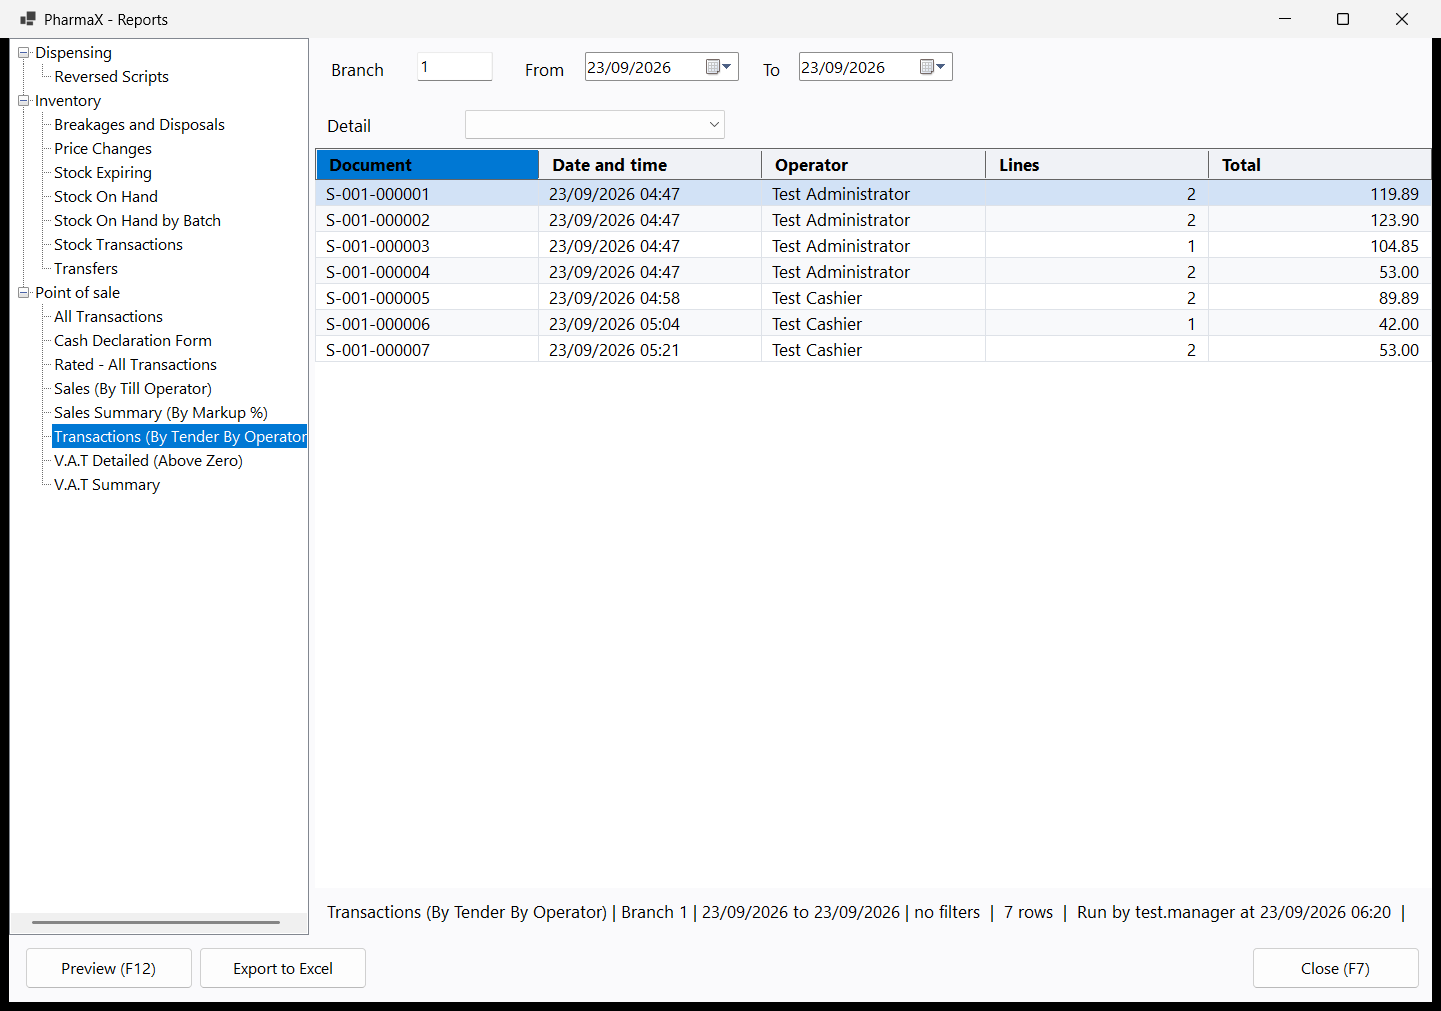 PharmaX - Reports
Dispensing
Reversed Scripts
Inventory
Breakages and Disposals
Price Changes
Stock Expiring
Stock On Hand
Stock On Hand by Batch
Stock Transactions
Transfers
Point of sale
All Transactions
Cash Declaration Form
Rated - All Transactions
Sales (By Till Operator)
Sales Summary (By Markup %)
Transactions (By Tender By Operator
V.A.T Detailed (Above Zero)
V.A.T Summary
Branch 1 From 23/09/2026 To 23/09/2026
Detail
Document Date and time Operator Lines Total
S-001-000001 23/09/2026 04:47 Test Administrator 2 119.89
S-001-000002 23/09/2026 04:47 Test Administrator 2 123.90
S-001-000003 23/09/2026 04:47 Test Administrator 1 104.85
S-001-000004 23/09/2026 04:47 Test Administrator 2 53.00
S-001-000005 23/09/2026 04:58 Test Cashier 2 89.89
S-001-000006 23/09/2026 05:04 Test Cashier 1 42.00
S-001-000007 23/09/2026 05:21 Test Cashier 2 53.00
Transactions (By Tender By Operator) | Branch 1 | 23/09/2026 to 23/09/2026 | no filters | 7 rows | Run by test.manager at 23/09/2026 06:20 |
Preview (F12) Export to Excel Close (F7)